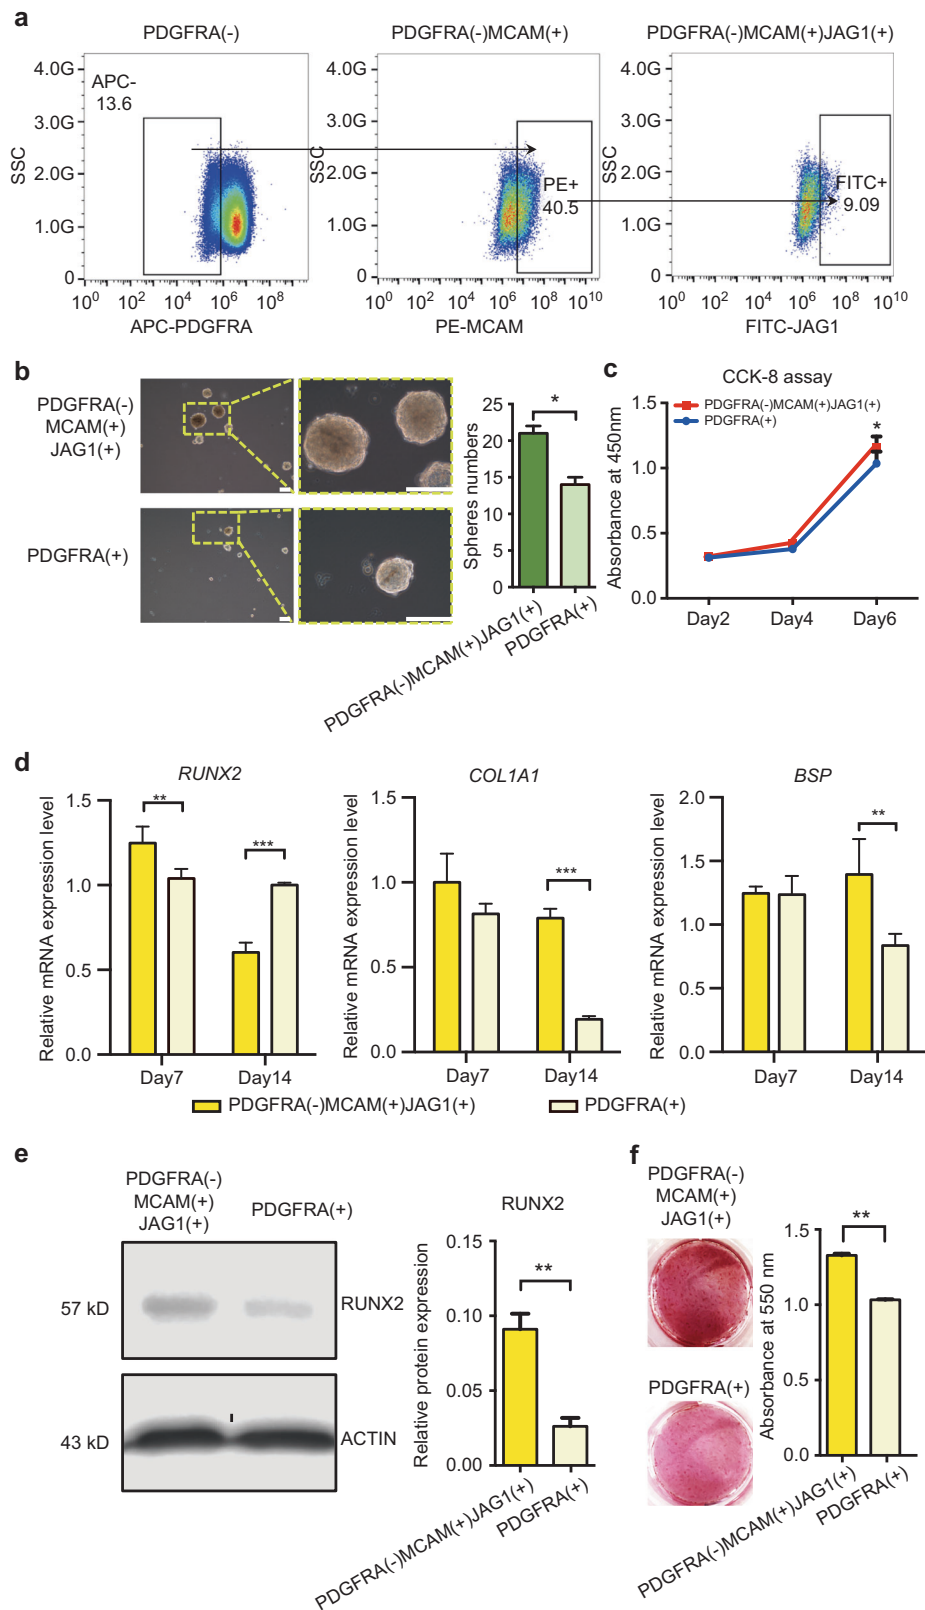 a
PDGFRA(-)
PDGFRA(-)MCAM(+)
PDGFRA(-)MCAM(+)JAG1(+)
4.0G
3.0G
2.0G
1.0G
0
SSC
APC-
13.6
10^0 10^2 10^4 10^6 10^8
APC-PDGFRA
4.0G
3.0G
2.0G
1.0G
0
SSC
PE+
40.5
10^0 10^2 10^4 10^6 10^8 10^10
PE-MCAM
4.0G
3.0G
2.0G
1.0G
0
SSC
FITC+
9.09
10^0 10^2 10^4 10^6 10^8 10^10
FITC-JAG1
b
PDGFRA(-)
MCAM(+)
JAG1(+)
PDGFRA(+)
Spheres numbers
25
20
15
10
5
0
*
PDGFRA(-)MCAM(+)JAG1(+)
PDGFRA(+)
c
CCK-8 assay
PDGFRA(-)MCAM(+)JAG1(+)
PDGFRA(+)
Absorbance at 450nm
1.5
1.0
0.5
0.0
*
Day2 Day4 Day6
d
RUNX2
Relative mRNA expression level
1.5
1.0
0.5
0.0
**
***
Day7 Day14
COL1A1
Relative mRNA expression level
1.5
1.0
0.5
0.0
***
Day7 Day14
BSP
Relative mRNA expression level
2.0
1.5
1.0
0.5
0.0
**
Day7 Day14
PDGFRA(-)MCAM(+)JAG1(+)
PDGFRA(+)
e
PDGFRA(-)
MCAM(+)
JAG1(+)
PDGFRA(+)
57 kD
RUNX2
43 kD
ACTIN
RUNX2
Relative protein expression
0.15
0.10
0.05
0.00
**
PDGFRA(-)MCAM(+)JAG1(+)
PDGFRA(+)
f
PDGFRA(-)
MCAM(+)
JAG1(+)
PDGFRA(+)
Absorbance at 550 nm
1.5
1.0
0.5
0.0
**
PDGFRA(-)MCAM(+)JAG1(+)
PDGFRA(+)